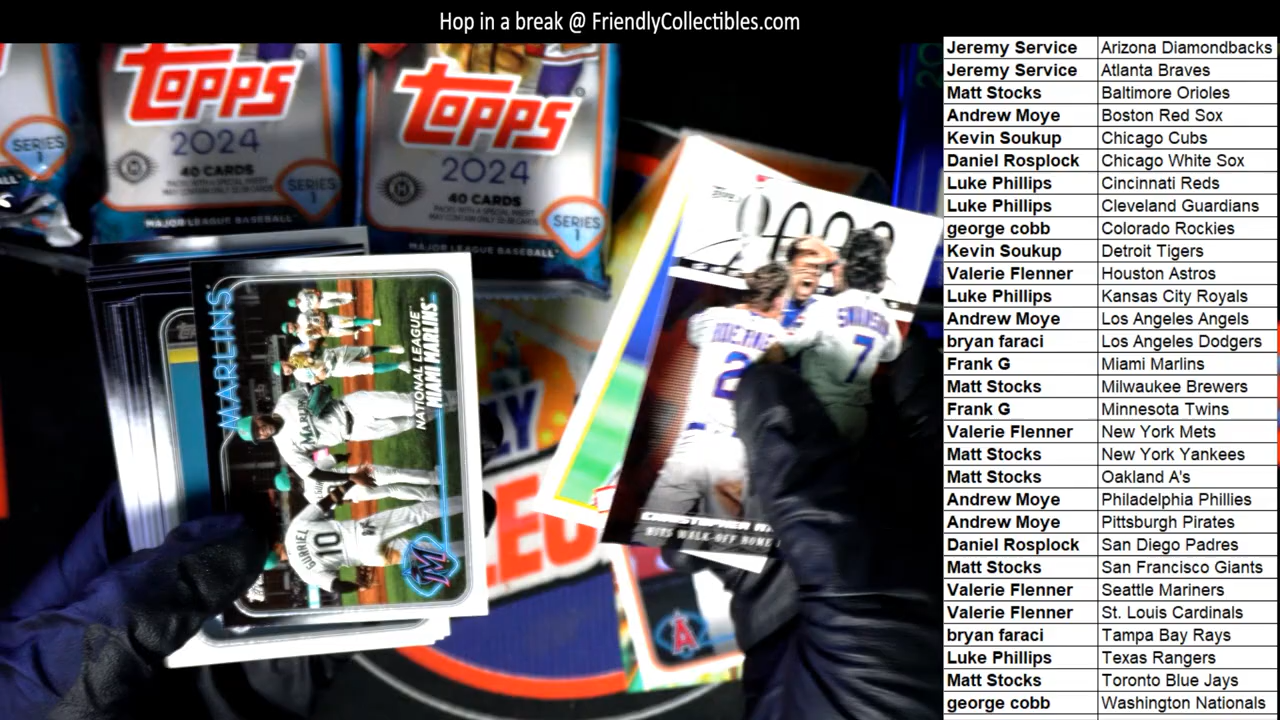 Hop in a break @ FriendlyCollectibles.com
TOPPS
2024
40 CARDS
SERIES
1
MAJOR LEAGUE BASEBALL
TOPPS
2024
40 CARDS
SERIES
1
MAJOR LEAGUE BASEBALL
SERIES
1
MARLINS
NATIONAL LEAGUE
MIAMI MARLINS
GURRIEL
10
M
HOERNER
2
SWANSON
7
HITS WALK-OFF HOME
A
Jeremy Service Arizona Diamondbacks
Jeremy Service Atlanta Braves
Matt Stocks Baltimore Orioles
Andrew Moye Boston Red Sox
Kevin Soukup Chicago Cubs
Daniel Rosplock Chicago White Sox
Luke Phillips Cincinnati Reds
Luke Phillips Cleveland Guardians
george cobb Colorado Rockies
Kevin Soukup Detroit Tigers
Valerie Flenner Houston Astros
Luke Phillips Kansas City Royals
Andrew Moye Los Angeles Angels
bryan faraci Los Angeles Dodgers
Frank G Miami Marlins
Matt Stocks Milwaukee Brewers
Frank G Minnesota Twins
Valerie Flenner New York Mets
Matt Stocks New York Yankees
Matt Stocks Oakland A's
Andrew Moye Philadelphia Phillies
Andrew Moye Pittsburgh Pirates
Daniel Rosplock San Diego Padres
Matt Stocks San Francisco Giants
Valerie Flenner Seattle Mariners
Valerie Flenner St. Louis Cardinals
bryan faraci Tampa Bay Rays
Luke Phillips Texas Rangers
Matt Stocks Toronto Blue Jays
george cobb Washington Nationals